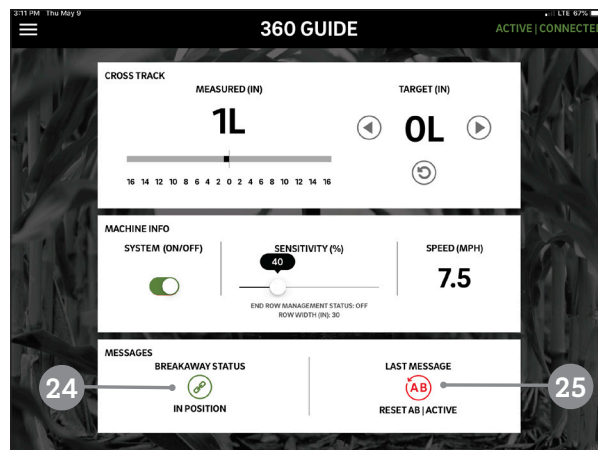 3:11 PM Thu May 9
LTE 67%
360 GUIDE
ACTIVE | CONNECTED
CROSS TRACK
MEASURED (IN)
TARGET (IN)
1L
0L
16 14 12 10 8 6 4 2 0 2 4 6 8 10 12 14 16
MACHINE INFO
SYSTEM (ON/OFF)
SENSITIVITY (%)
SPEED (MPH)
40
7.5
END ROW MANAGEMENT STATUS: OFF
ROW WIDTH (IN): 30
MESSAGES
BREAKAWAY STATUS
LAST MESSAGE
24
AB
25
IN POSITION
RESET AB | ACTIVE